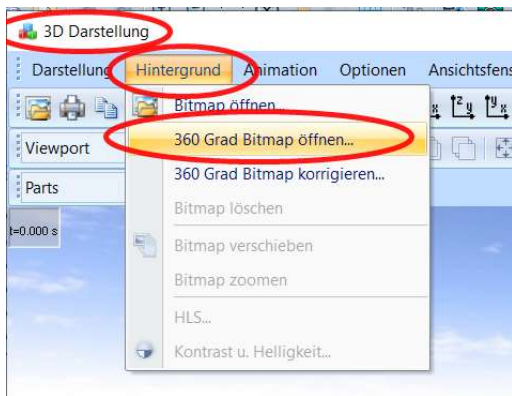 3D Darstellung
Darstellung Hintergrund Animation Optionen Ansichtsfens
Bitmap öffnen...
Viewport
360 Grad Bitmap öffnen...
Parts
360 Grad Bitmap korrigieren...
Bitmap löschen
t=0.000 s
Bitmap verschieben
Bitmap zoomen
HLS...
Kontrast u. Helligkeit...